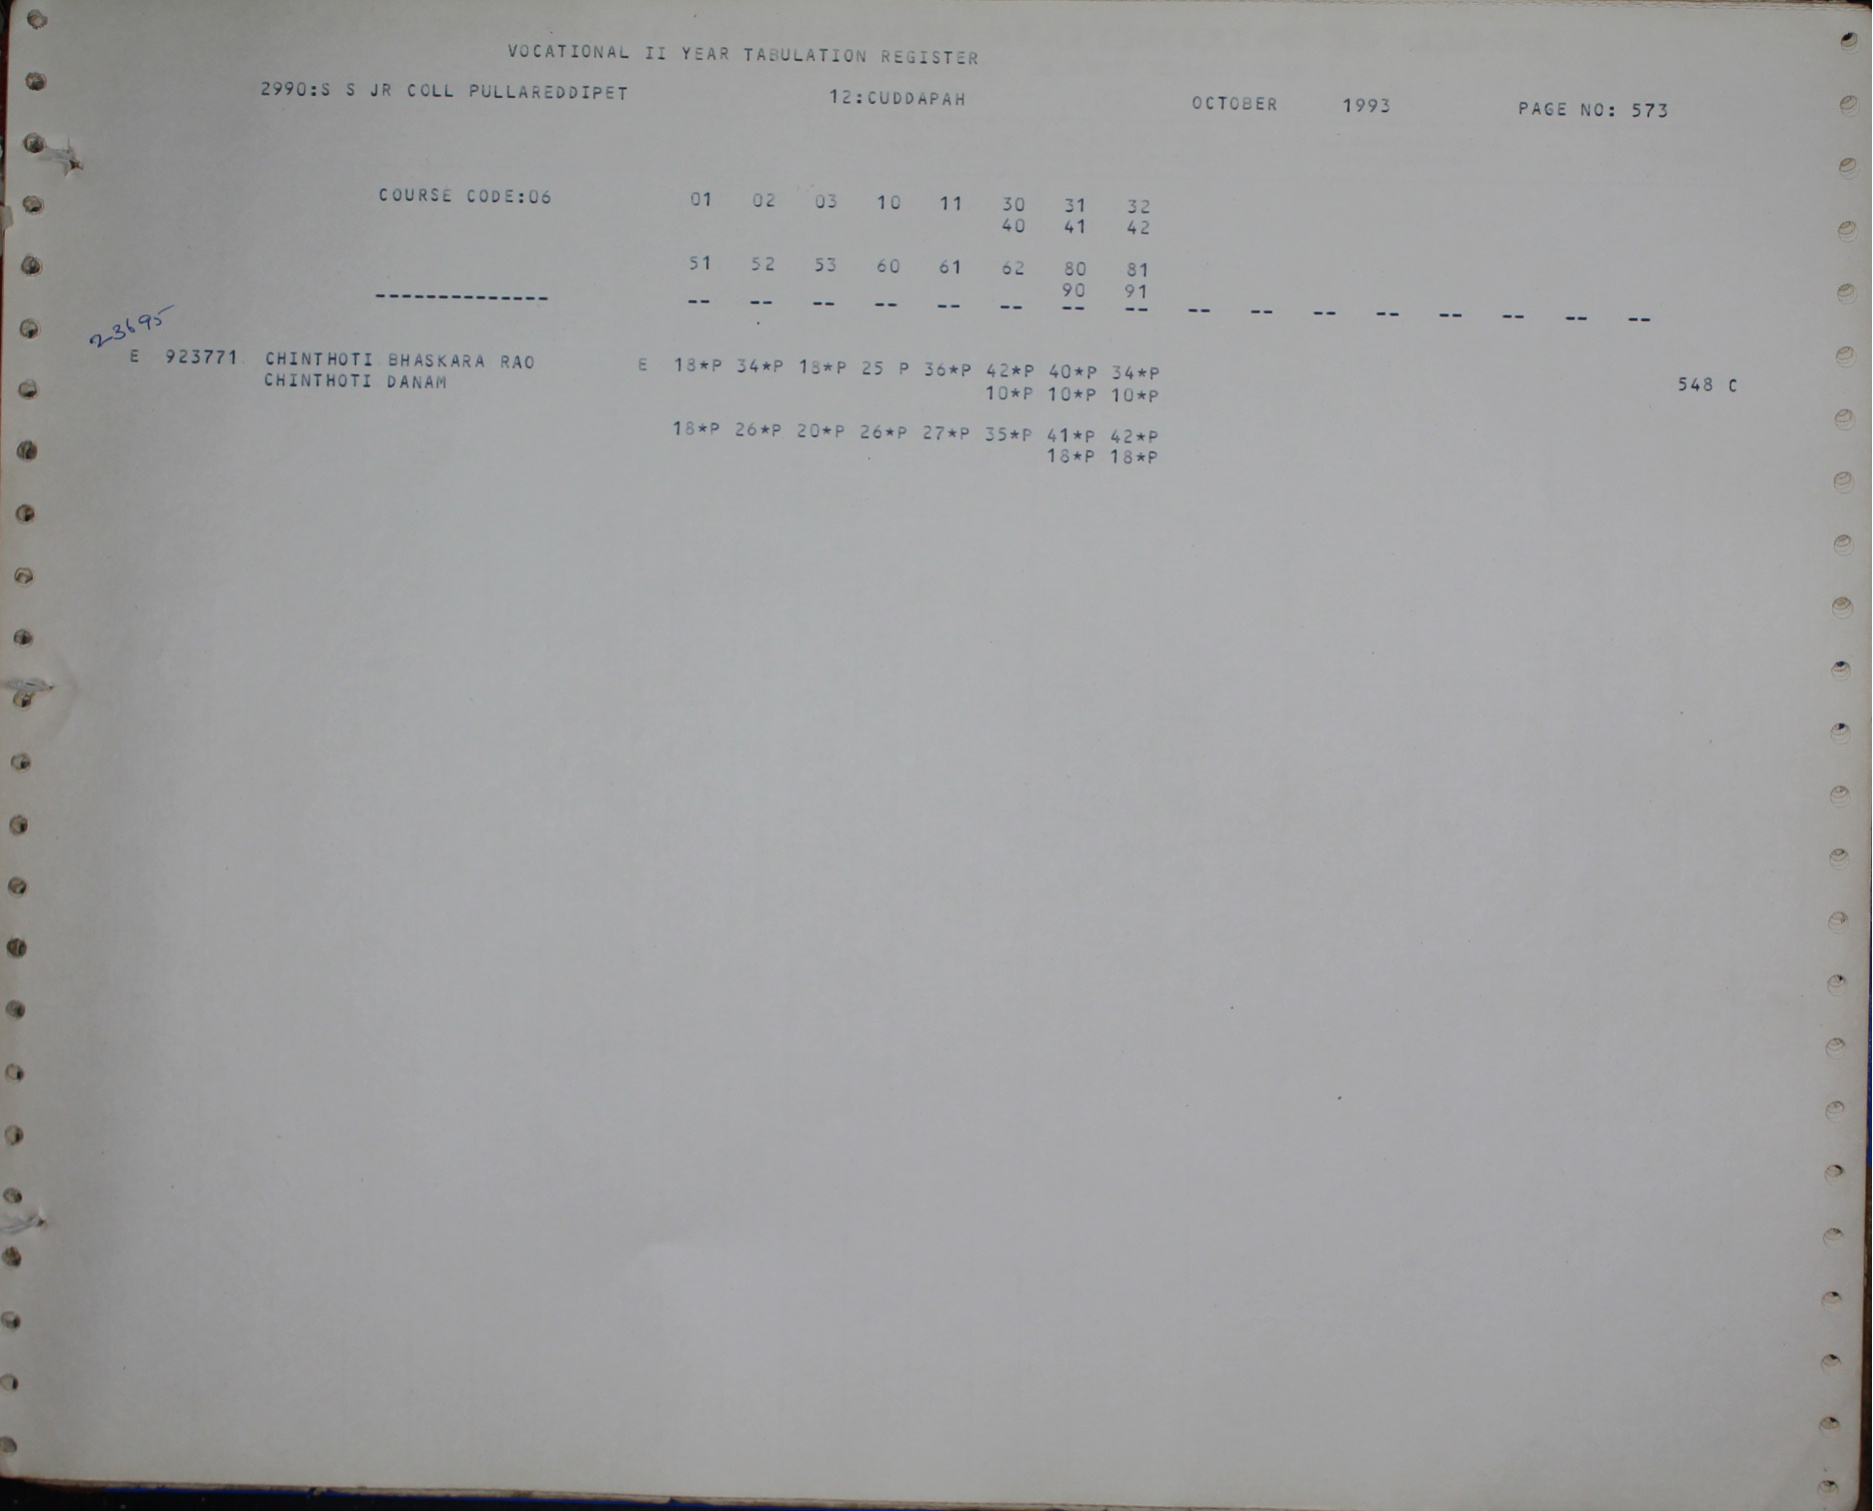 VOCATIONAL II YEAR TABULATION REGISTER
2990:S S JR COLL PULLAREDDIPET 12:CUDDAPAH OCTOBER 1993 PAGE NO: 573
COURSE CODE:06 01 02 03 10 11 30 31 32
40 41 42
51 52 53 60 61 62 80 81
90 91
-------------- -- -- -- -- -- -- -- -- -- -- -- -- -- -- -- --
23695
E 923771 CHINTHOTI BHASKARA RAO E 18*P 34*P 18*P 25 P 36*P 42*P 40*P 34*P
CHINTHOTI DANAM 10*P 10*P 10*P 548 C
18*P 26*P 20*P 26*P 27*P 35*P 41*P 42*P
18*P 18*P